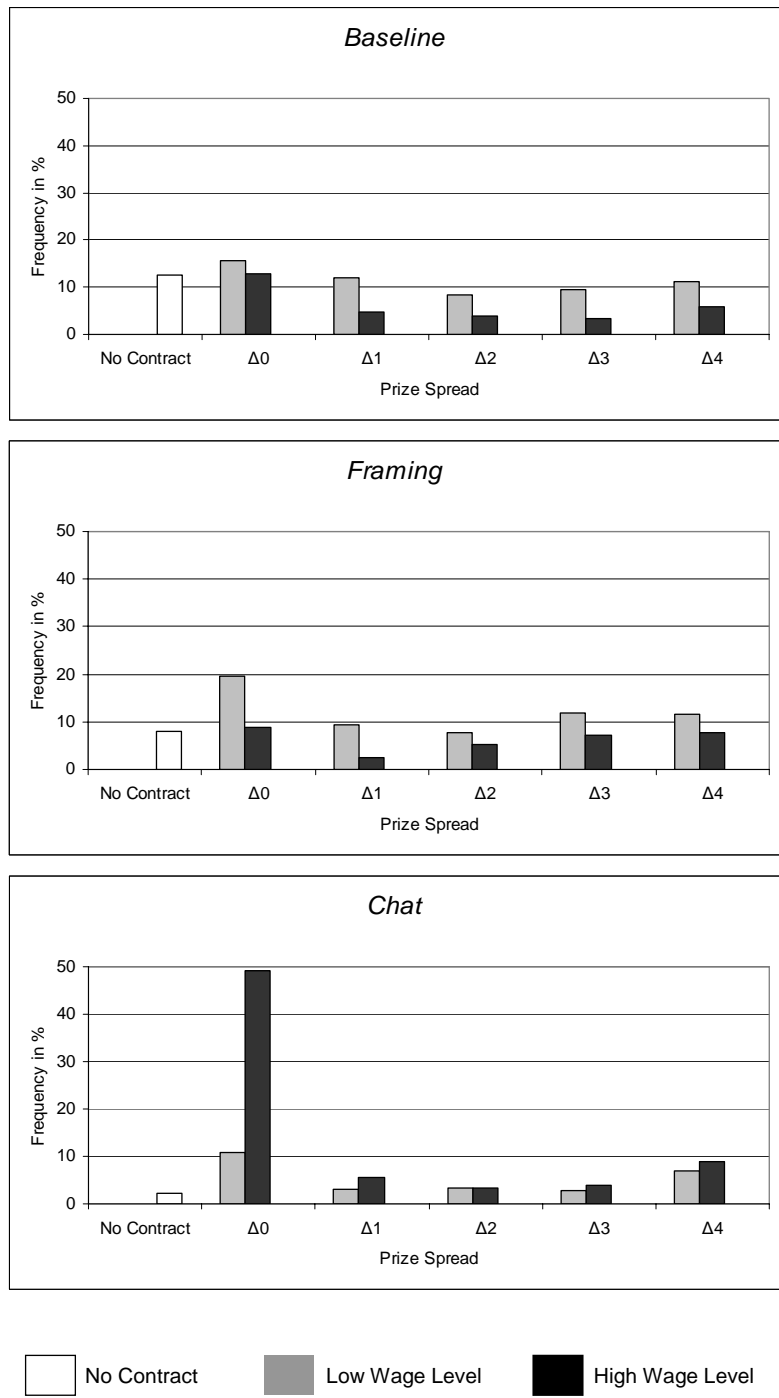 Baseline
Frequency in %
50
40
30
20
10
0
No Contract Δ0 Δ1 Δ2 Δ3 Δ4
Prize Spread
Framing
Frequency in %
50
40
30
20
10
0
No Contract Δ0 Δ1 Δ2 Δ3 Δ4
Prize Spread
Chat
Frequency in %
50
40
30
20
10
0
No Contract Δ0 Δ1 Δ2 Δ3 Δ4
Prize Spread
No Contract Low Wage Level High Wage Level